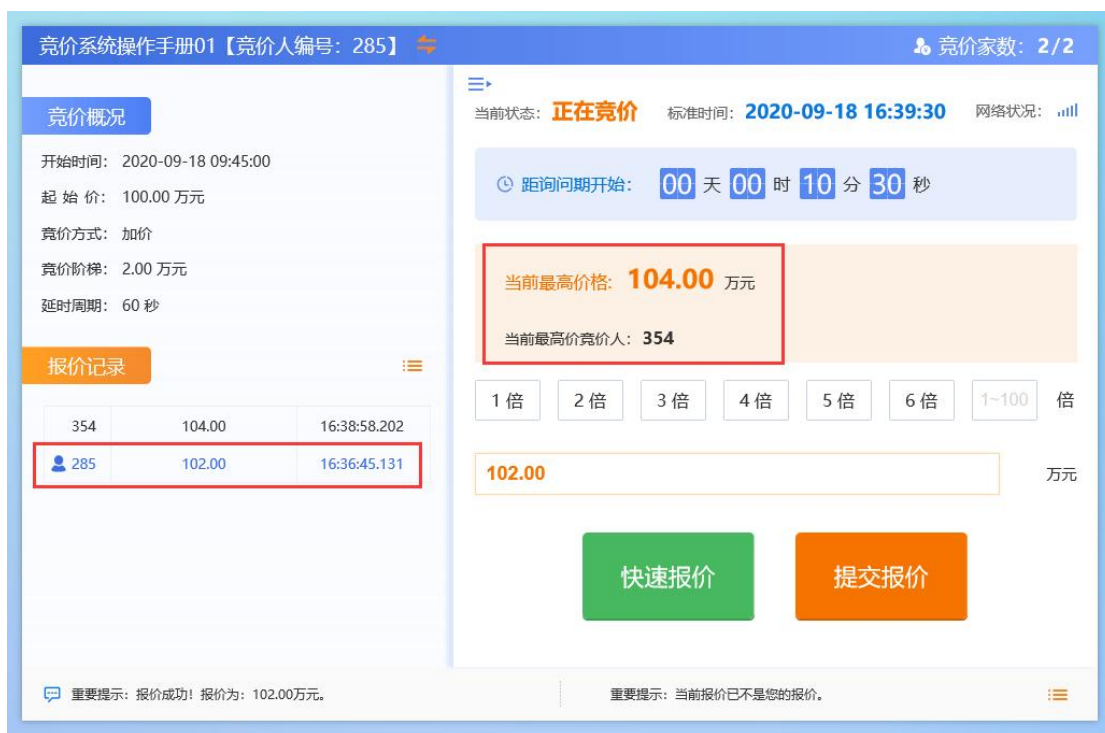 竞价系统操作手册01【竞价人编号：285】
竞价家数：2/2
竞价概况
开始时间： 2020-09-18 09:45:00
起 始 价： 100.00 万元
竞价方式： 加价
竞价阶梯： 2.00 万元
延时周期： 60 秒
报价记录
354 104.00 16:38:58.202
285 102.00 16:36:45.131
当前状态：正在竞价 标准时间：2020-09-18 16:39:30 网络状况：
距询问期开始： 00 天 00 时 10 分 30 秒
当前最高价格: 104.00 万元
当前最高价竞价人：354
1 倍 2 倍 3 倍 4 倍 5 倍 6 倍 1~100 倍
102.00 万元
快速报价 提交报价
重要提示：报价成功！报价为：102.00万元。
重要提示：当前报价已不是您的报价。